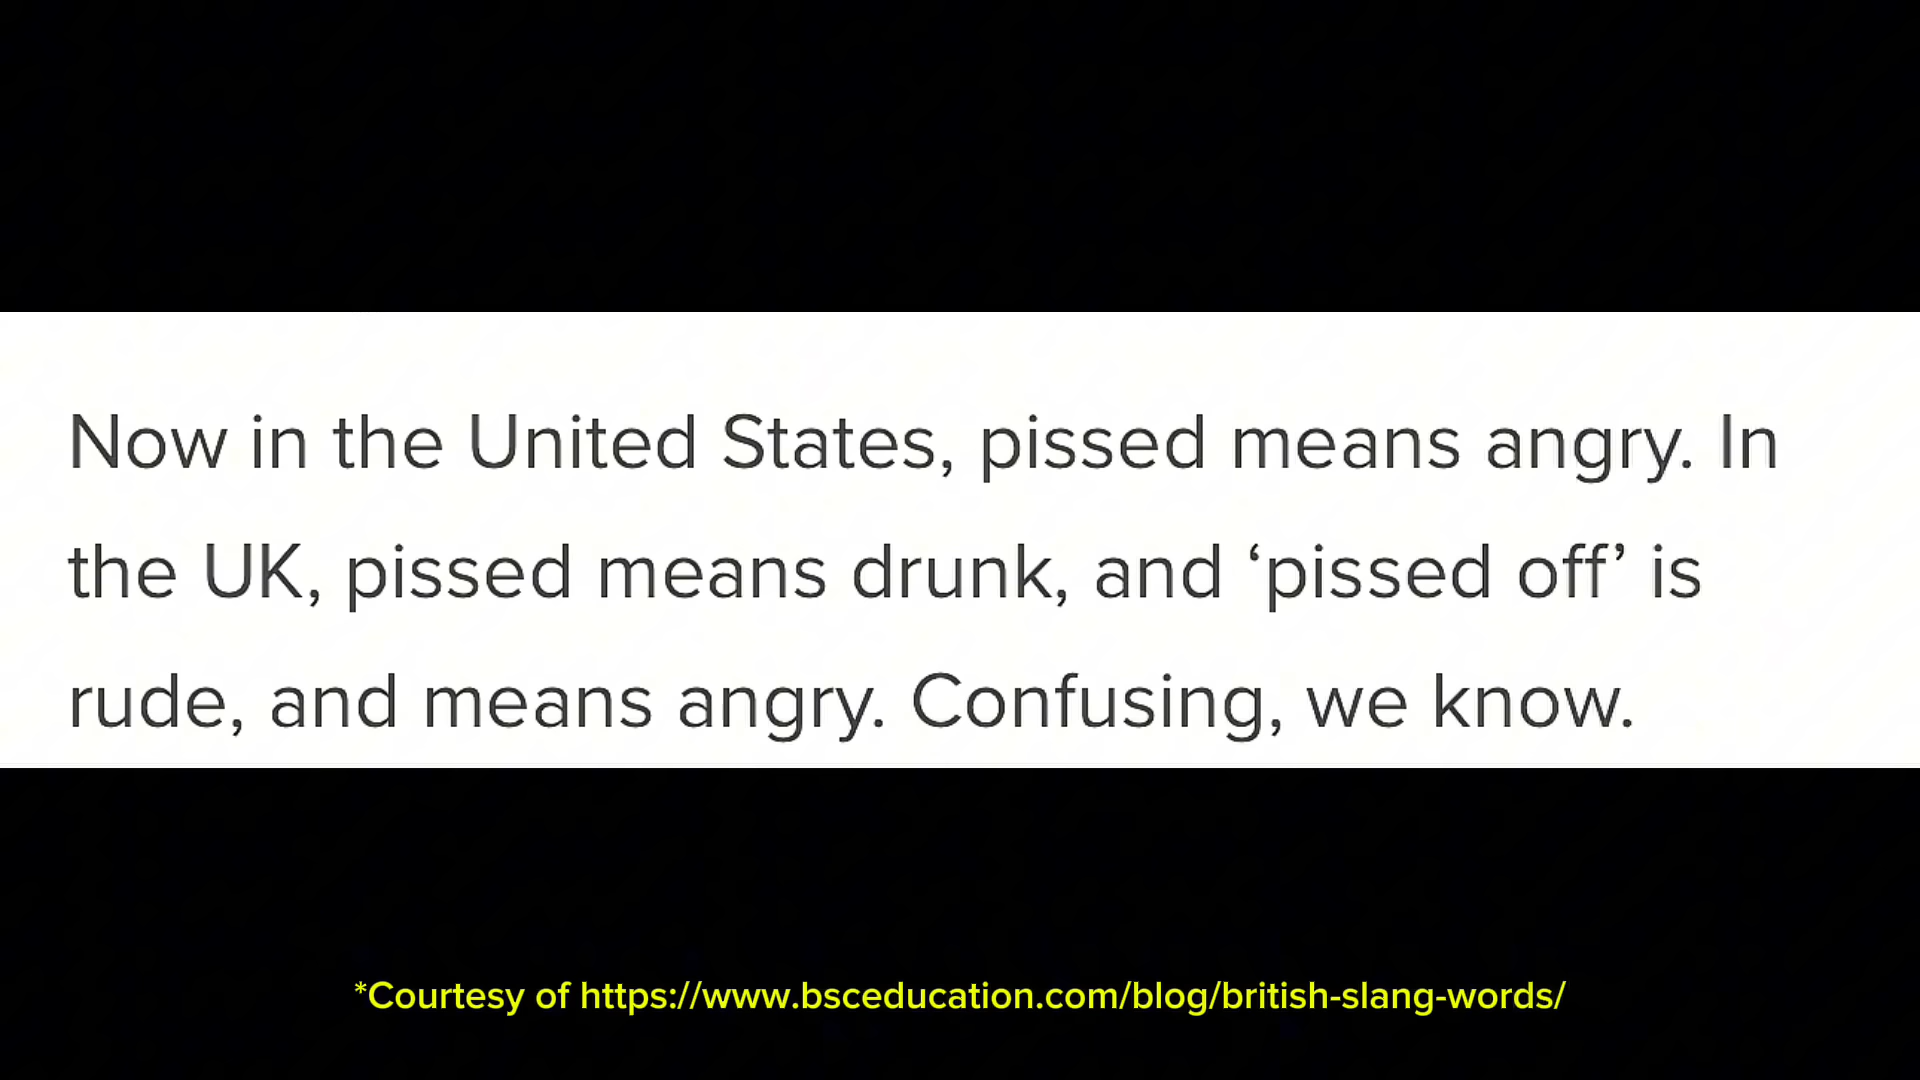 Now in the United States, pissed means angry. In
the UK, pissed means drunk, and ‘pissed off’ is
rude, and means angry. Confusing, we know.
*Courtesy of https://www.bsceducation.com/blog/british-slang-words/